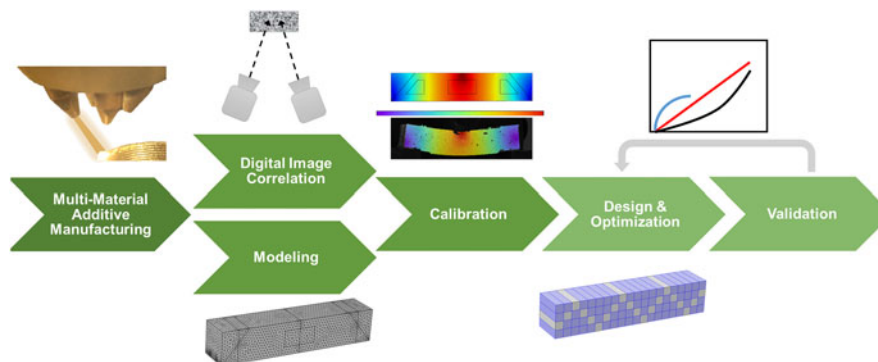 Multi-Material
Additive
Manufacturing
Digital Image
Correlation
Modeling
Calibration
Design &
Optimization
Validation